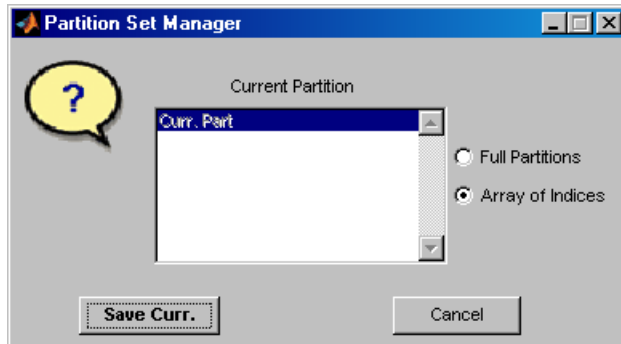 Partition Set Manager
?
Current Partition
Curr. Part
Full Partitions
Array of Indices
Save Curr.
Cancel